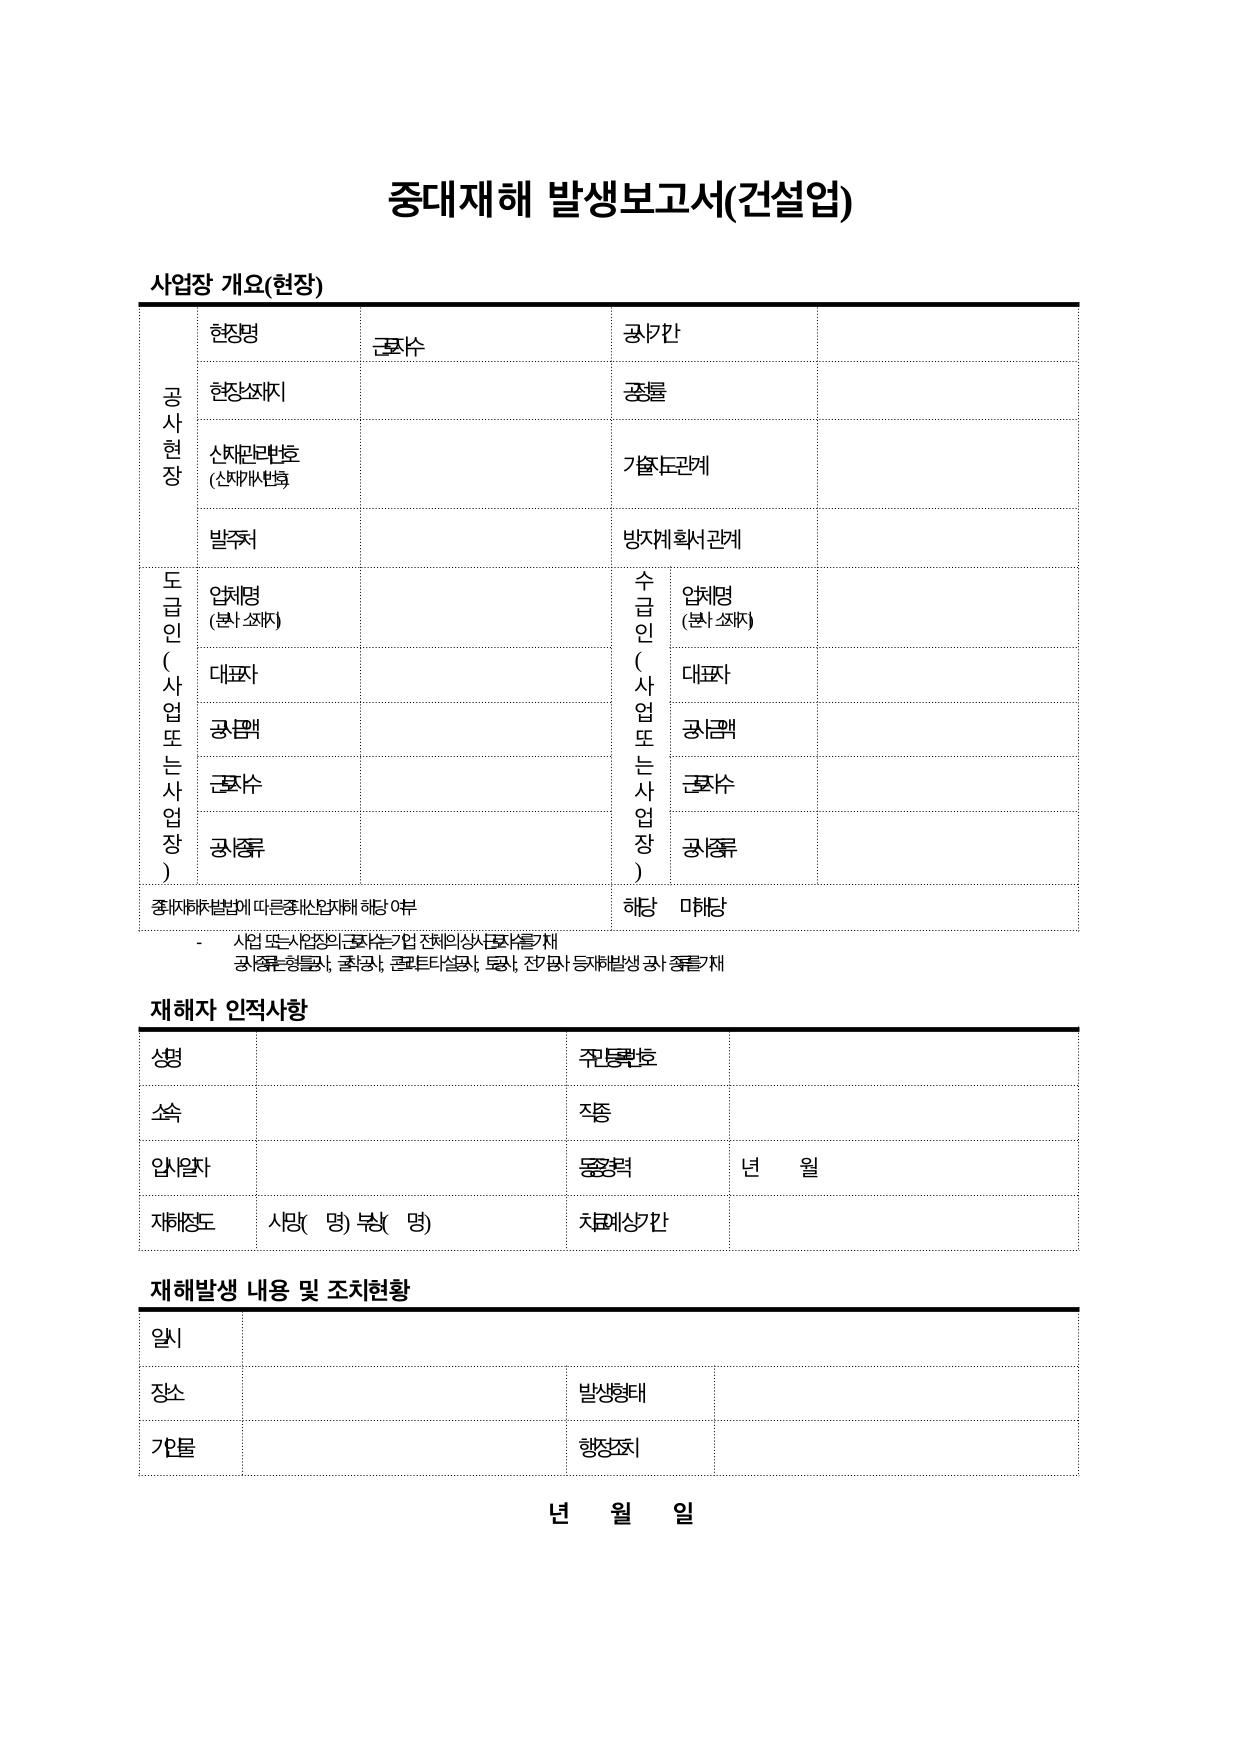 중대재해 발생보고서(건설업)
사업장 개요(현장)
공사현장
현장명
근로자수
공사기간
현장소재지
공정률
산재관리번호
(산재개시번호)
기술지도관계
발주처
방지계획서 관계
도급인(사업또는사업장)
업체명
(본사 소재지)
수급인(사업또는사업장)
업체명
(본사 소재지)
대표자
대표자
공사금액
공사금액
근로자수
근로자수
공사종류
공사종류
중대재해처벌법에 따른 중대산업재해 해당 여부
해당 미해당
- 사업 또는 사업장의 근로자수는 기업 전체의 상시근로자수를 기재
공사종류는 형틀공사, 굴착공사, 콘크리트 타설공사, 토공사, 전기공사 등 재해발생 공사 종류를 기재
재해자 인적사항
성명
주민등록번호
소속
직종
입사일자
동종경력
년 월
재해정도
사망( 명) 부상( 명)
치료예상기간
재해발생 내용 및 조치현황
일시
장소
발생형태
기인물
행정조치
년 월 일